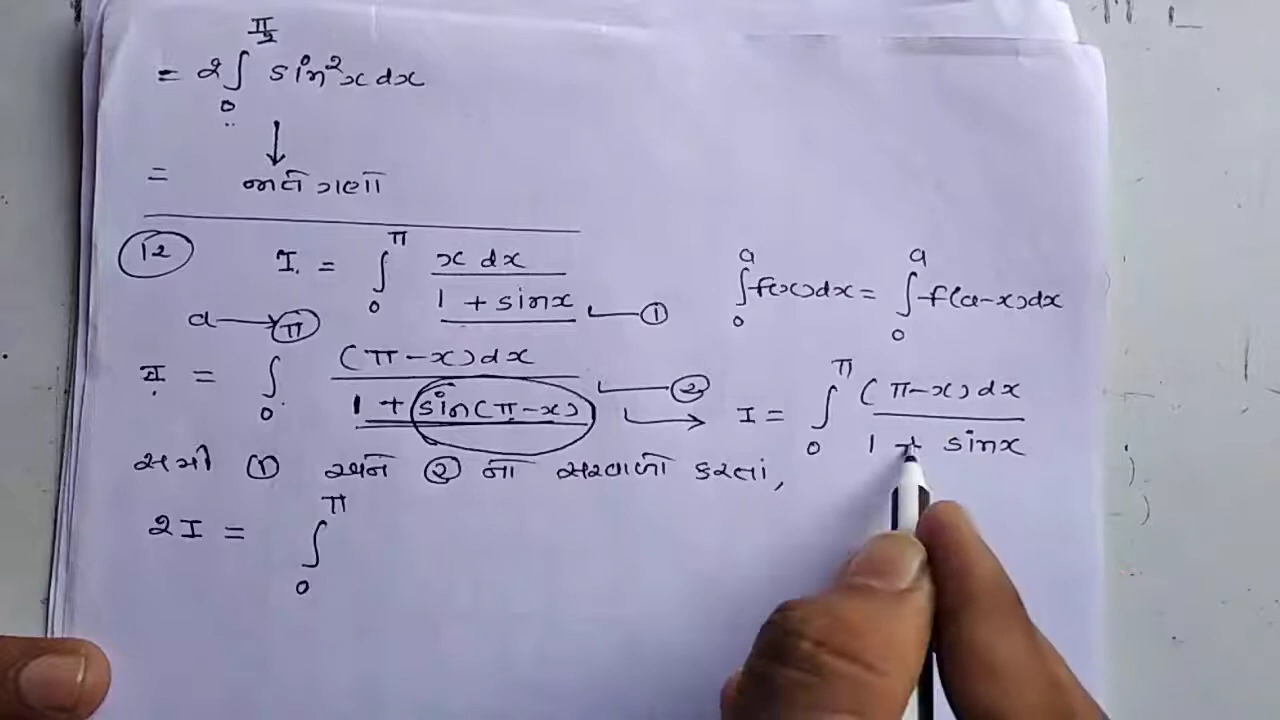 = 2∫₀^{π/2} sin²x dx
↓
= જાતે ગણો
12 I = ∫₀^π x dx / (1 + sinx) — 1
∫₀^a f(x)dx = ∫₀^a f(a-x)dx
a → π
I = ∫₀^π (π-x)dx / (1 + sin(π-x)) — 2
→ I = ∫₀^π (π-x)dx / (1 + sinx)
સમી 1 અને 2 નો સરવાળો કરતાં,
2I = ∫₀^π